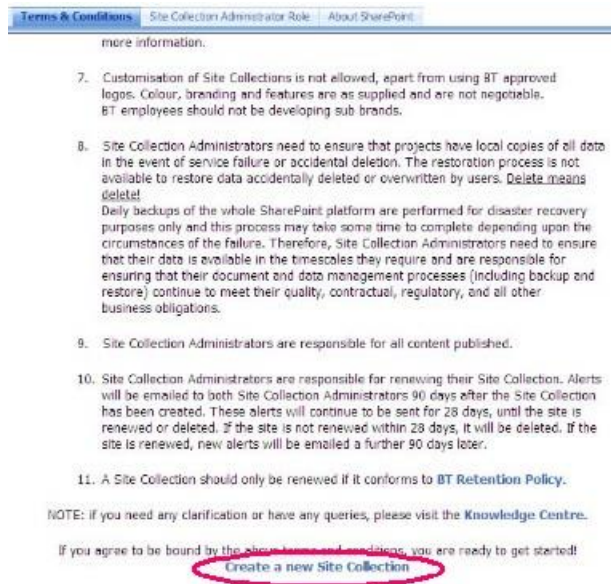 Terms & Conditions Site Collection Administrator Role About SharePoint
more information.
7. Customisation of Site Collections is not allowed, apart from using BT approved
logos. Colour, branding and features are as supplied and are not negotiable.
BT employees should not be developing sub brands.
8. Site Collection Administrators need to ensure that projects have local copies of all data
in the event of service failure or accidental deletion. The restoration process is not
available to restore data accidentally deleted or overwritten by users. Delete means
delete!
Daily backups of the whole SharePoint platform are performed for disaster recovery
purposes only and this process may take some time to complete depending upon the
circumstances of the failure. Therefore, Site Collection Administrators need to ensure
that their data is available in the timescales they require and are responsible for
ensuring that their document and data management processes (including backup and
restore) continue to meet their quality, contractual, regulatory, and all other
business obligations.
9. Site Collection Administrators are responsible for all content published.
10. Site Collection Administrators are responsible for renewing their Site Collection. Alerts
will be emailed to both Site Collection Administrators 90 days after the Site Collection
has been created. These alerts will continue to be sent for 28 days, until the site is
renewed or deleted. If the site is not renewed within 28 days, it will be deleted. If the
site is renewed, new alerts will be emailed a further 90 days later.
11. A Site Collection should only be renewed if it conforms to BT Retention Policy.
NOTE: if you need any clarification or have any queries, please visit the Knowledge Centre.
If you agree to be bound by the above terms and conditions, you are ready to get started!
Create a new Site Collection